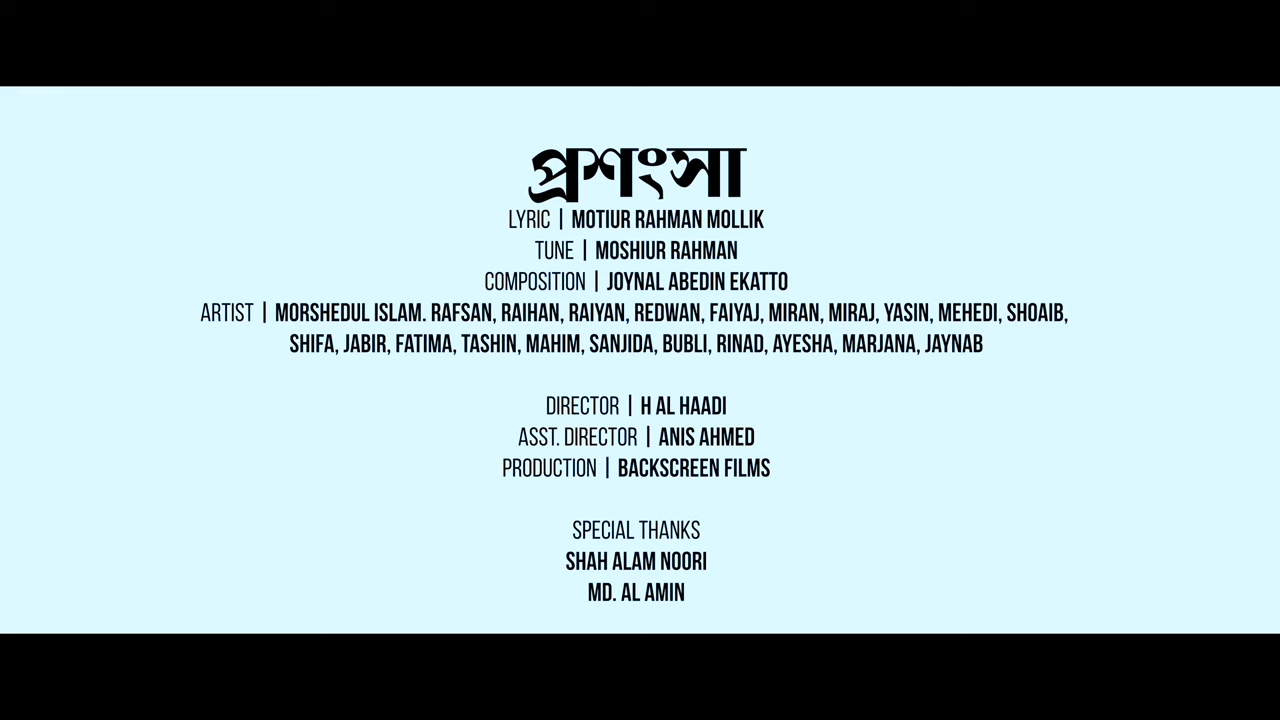 প্রশংসা
LYRIC | MOTIUR RAHMAN MOLLIK
TUNE | MOSHIUR RAHMAN
COMPOSITION | JOYNAL ABEDIN EKATTO
ARTIST | MORSHEDUL ISLAM. RAFSAN, RAIHAN, RAIYAN, REDWAN, FAIYAJ, MIRAN, MIRAJ, YASIN, MEHEDI, SHOAIB,
SHIFA, JABIR, FATIMA, TASHIN, MAHIM, SANJIDA, BUBLI, RINAD, AYESHA, MARJANA, JAYNAB
DIRECTOR | H AL HAADI
ASST. DIRECTOR | ANIS AHMED
PRODUCTION | BACKSCREEN FILMS
SPECIAL THANKS
SHAH ALAM NOORI
MD. AL AMIN